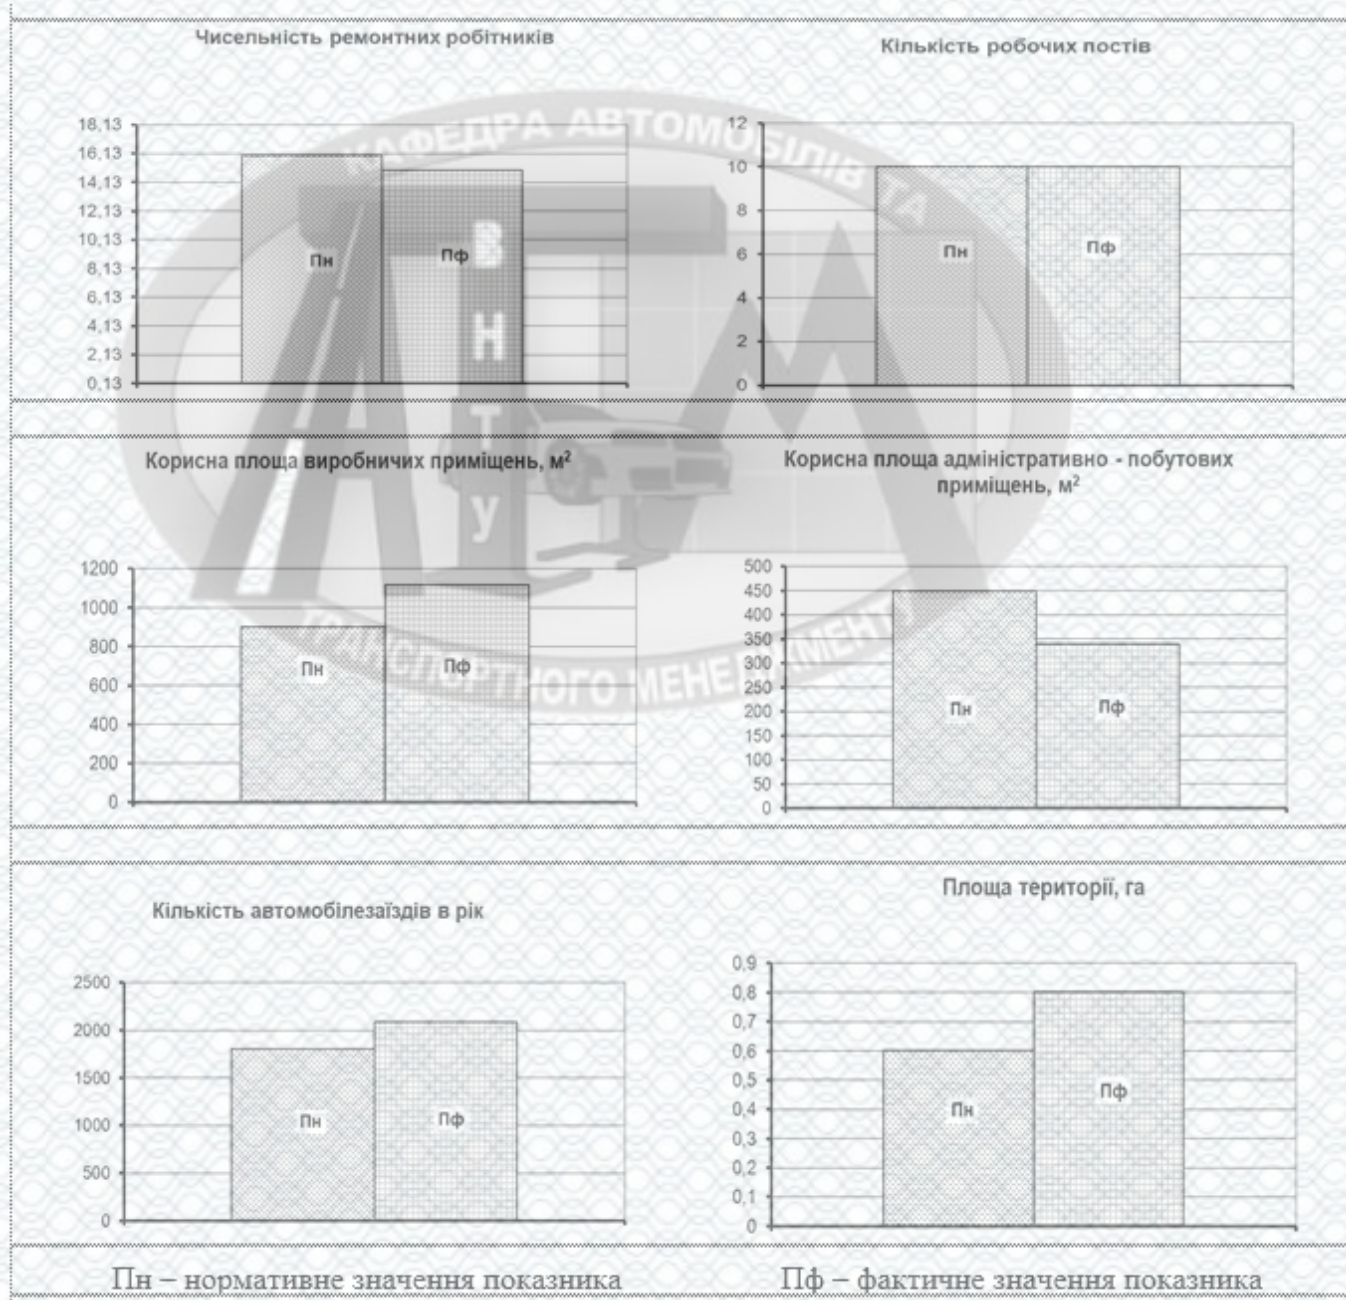 Чисельність ремонтних робітників
18,13
16,13
14,13
12,13
10,13
8,13
6,13
4,13
2,13
0,13
Пн
Пф
Кількість робочих постів
12
10
8
6
4
2
0
Пн
Пф
КАФЕДРА АВТОМОБІЛІВ ТА
В
Н
Т
У
ТРАНСПОРТНОГО МЕНЕДЖМЕНТУ
Корисна площа виробничих приміщень, м²
1200
1000
800
600
400
200
0
Пн
Пф
Корисна площа адміністративно - побутових
приміщень, м²
500
450
400
350
300
250
200
150
100
50
0
Пн
Пф
Кількість автомобілезаїздів в рік
2500
2000
1500
1000
500
0
Пн
Пф
Площа території, га
0,9
0,8
0,7
0,6
0,5
0,4
0,3
0,2
0,1
0
Пн
Пф
Пн – нормативне значення показника
Пф – фактичне значення показника